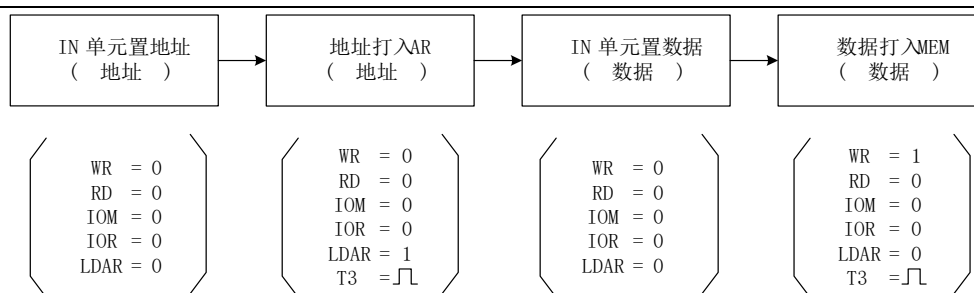 IN 单元置地址
( 地址 )
地址打入AR
( 地址 )
IN 单元置数据
( 数据 )
数据打入MEM
( 数据 )
WR = 0
RD = 0
IOM = 0
IOR = 0
LDAR = 0
WR = 0
RD = 0
IOM = 0
IOR = 0
LDAR = 1
T3 =
WR = 0
RD = 0
IOM = 0
IOR = 0
LDAR = 0
WR = 1
RD = 0
IOM = 0
IOR = 0
LDAR = 0
T3 =